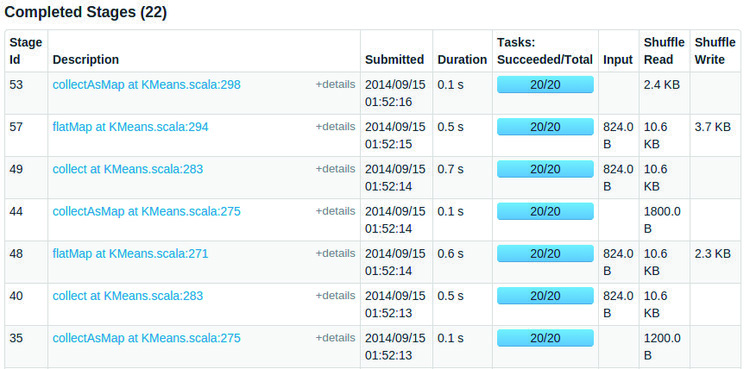 Completed Stages (22)
Stage Id Description Submitted Duration Tasks: Succeeded/Total Input Shuffle Read Shuffle Write
53 collectAsMap at KMeans.scala:298 +details 2014/09/15 01:52:16 0.1 s 20/20 2.4 KB
57 flatMap at KMeans.scala:294 +details 2014/09/15 01:52:15 0.5 s 20/20 824.0 B 10.6 KB 3.7 KB
49 collect at KMeans.scala:283 +details 2014/09/15 01:52:14 0.7 s 20/20 824.0 B 10.6 KB
44 collectAsMap at KMeans.scala:275 +details 2014/09/15 01:52:14 0.1 s 20/20 1800.0 B
48 flatMap at KMeans.scala:271 +details 2014/09/15 01:52:14 0.6 s 20/20 824.0 B 10.6 KB 2.3 KB
40 collect at KMeans.scala:283 +details 2014/09/15 01:52:13 0.5 s 20/20 824.0 B 10.6 KB
35 collectAsMap at KMeans.scala:275 +details 2014/09/15 01:52:13 0.1 s 20/20 1200.0 B